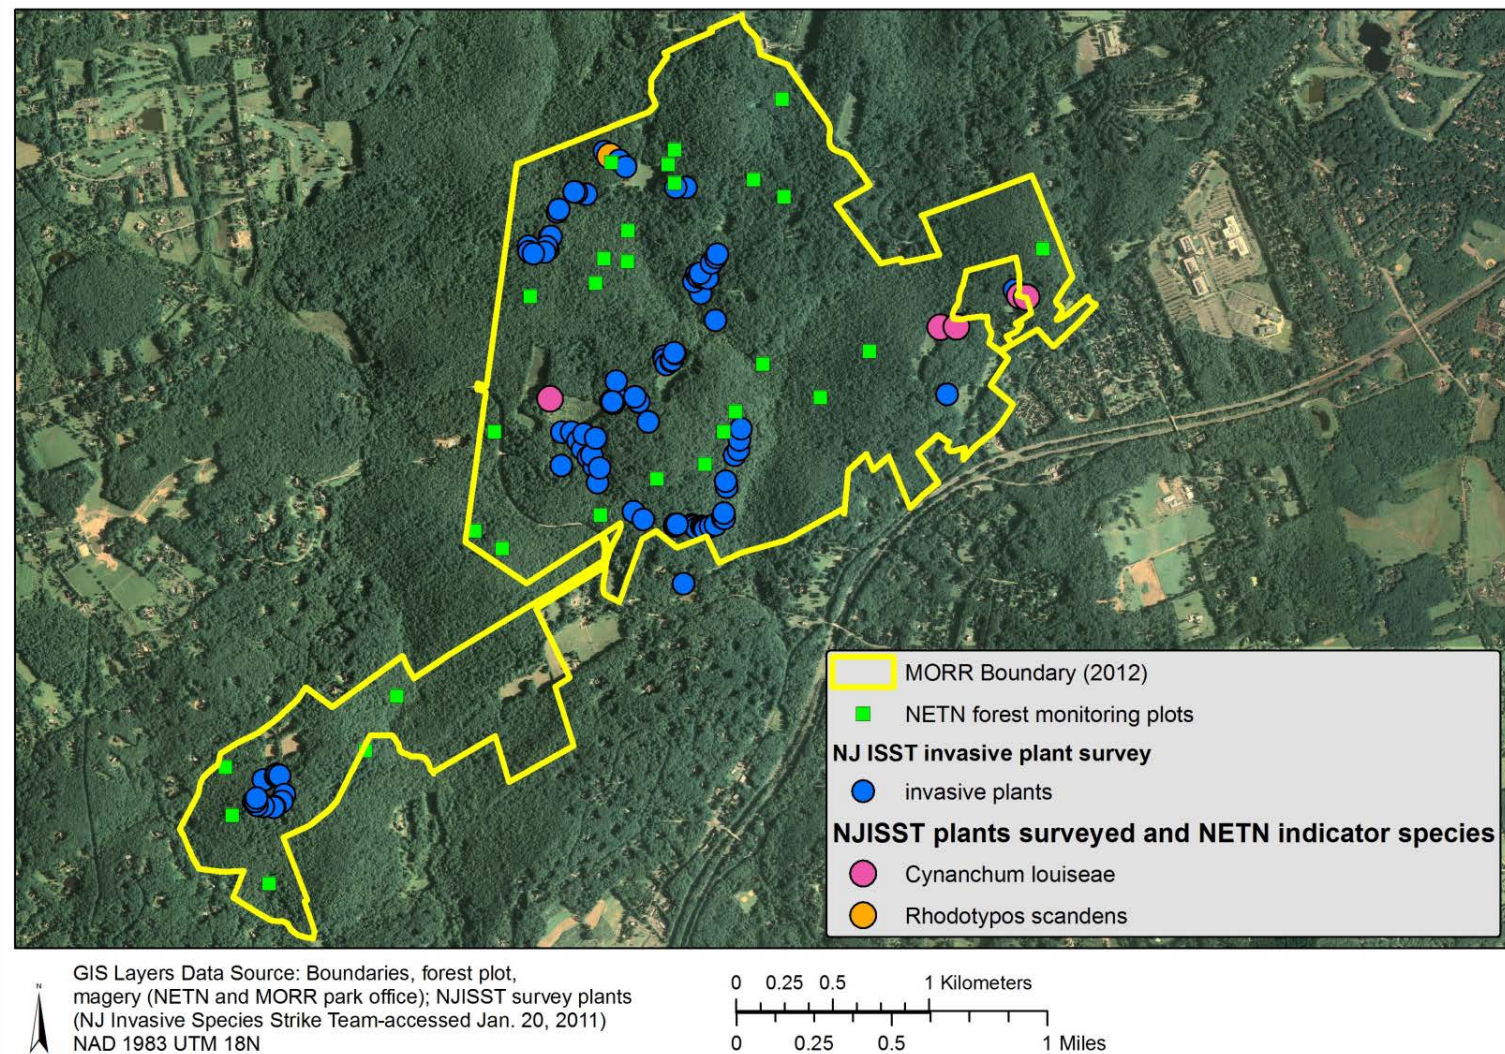 MORR Boundary (2012)
NETN forest monitoring plots
NJ ISST invasive plant survey
invasive plants
NJISST plants surveyed and NETN indicator species
Cynanchum louiseae
Rhodotypos scandens
N
GIS Layers Data Source: Boundaries, forest plot,
magery (NETN and MORR park office); NJISST survey plants
(NJ Invasive Species Strike Team-accessed Jan. 20, 2011)
NAD 1983 UTM 18N
0 0.25 0.5 1 Kilometers
0 0.25 0.5 1 Miles